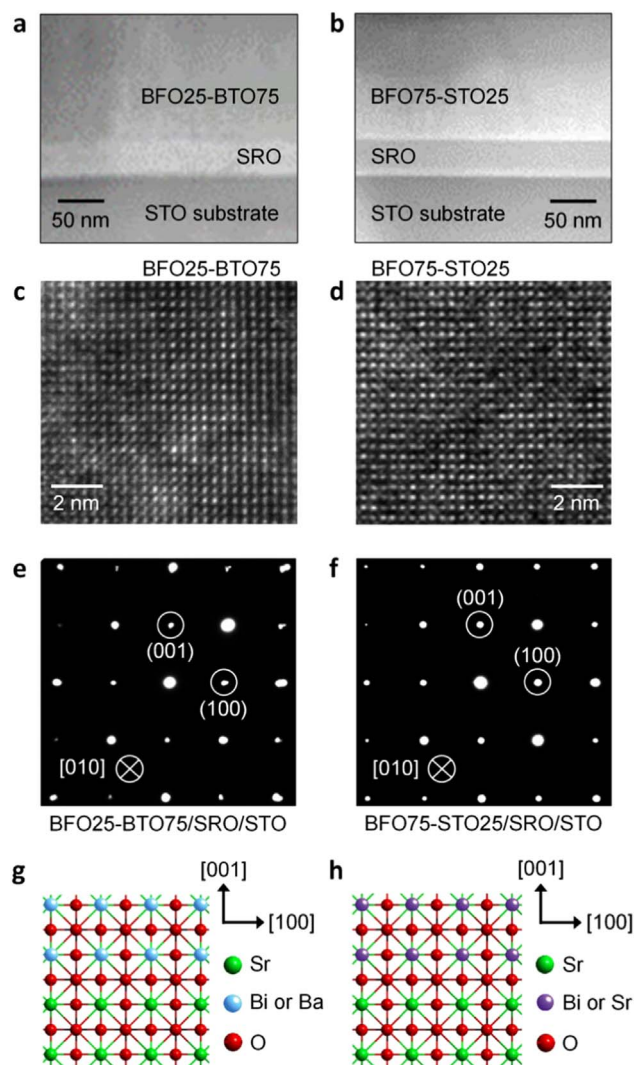 a
b
BFO25-BTO75
BFO75-STO25
SRO
SRO
50 nm
STO substrate
STO substrate
50 nm
BFO25-BTO75
BFO75-STO25
c
d
2 nm
2 nm
e
f
(001)
(001)
(100)
(100)
[010]
[010]
BFO25-BTO75/SRO/STO
BFO75-STO25/SRO/STO
g
[001]
h
[001]
[100]
[100]
Sr
Sr
Bi or Ba
Bi or Sr
O
O